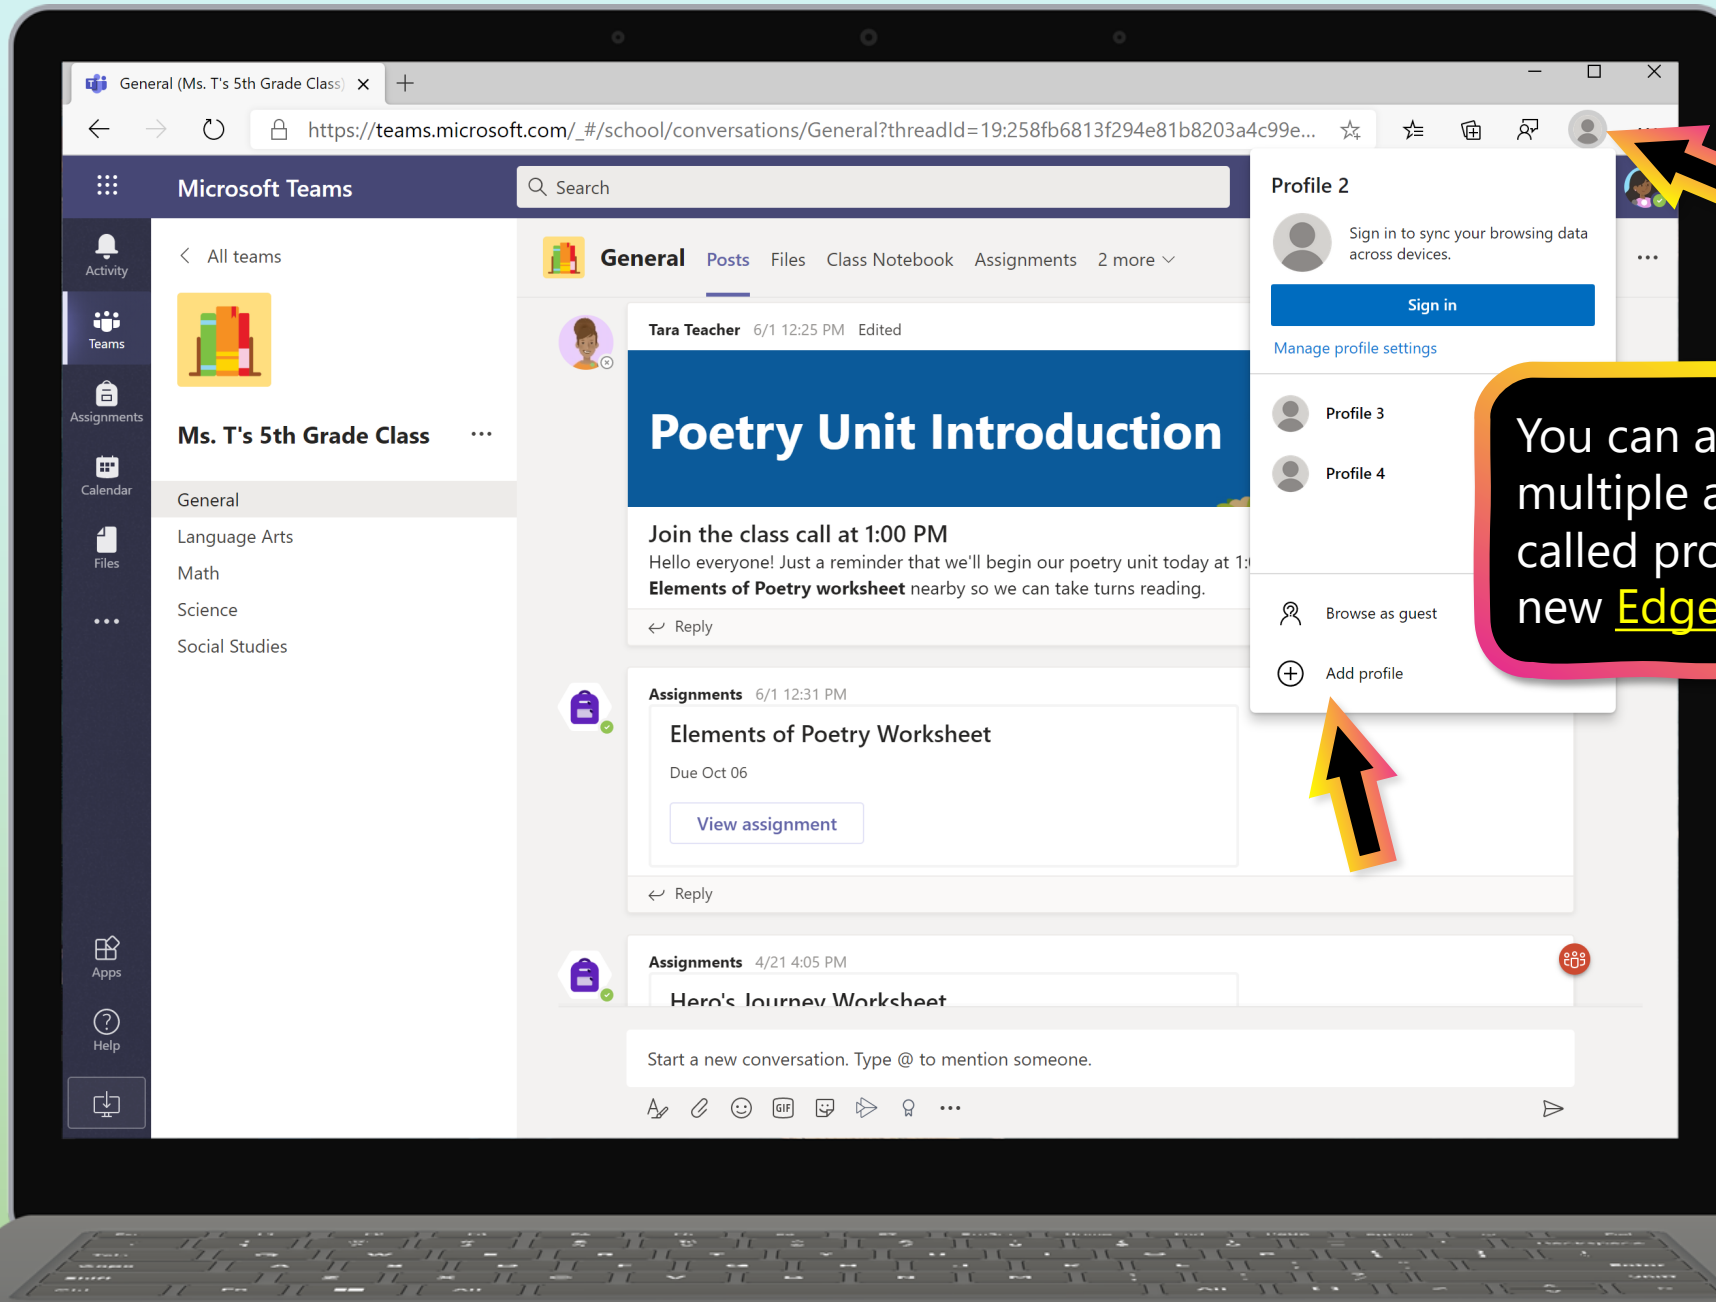 General (Ms. T's 5th Grade Class)
https://teams.microsoft.com/_#/school/conversations/General?threadId=19:258fb6813f294e81b8203a4c99e...
Microsoft Teams
Search
Activity
Teams
Assignments
Calendar
Files
Apps
Help
All teams
Ms. T's 5th Grade Class
General
Language Arts
Math
Science
Social Studies
General Posts Files Class Notebook Assignments 2 more
Tara Teacher 6/1 12:25 PM Edited
Poetry Unit Introduction
Join the class call at 1:00 PM
Hello everyone! Just a reminder that we'll begin our poetry unit today at
Elements of Poetry worksheet nearby so we can take turns reading.
Reply
Assignments 6/1 12:31 PM
Elements of Poetry Worksheet
Due Oct 06
View assignment
Reply
Assignments 4/21 4:05 PM
Hero's Journey Worksheet
Start a new conversation. Type @ to mention someone.
GIF
Profile 2
Sign in to sync your browsing data
across devices.
Sign in
Manage profile settings
Profile 3
Profile 4
Browse as guest
Add profile
You can
multiple
called
new Edge